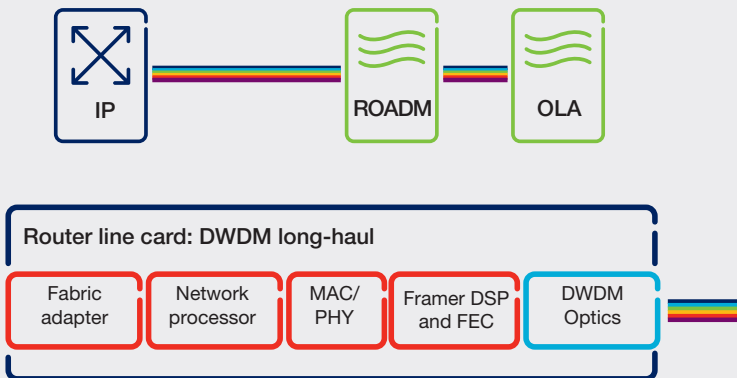 IP
ROADM
OLA
Router line card: DWDM long-haul
Fabric
adapter
Network
processor
MAC/
PHY
Framer DSP
and FEC
DWDM
Optics